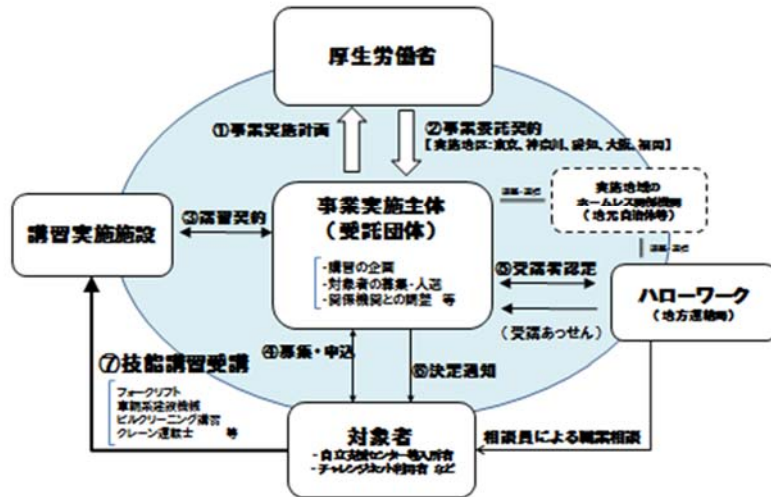 厚生労働省
①事業実施計画
②事業委託契約
【実施地区：東京、神奈川、愛知、大阪、福岡】
実施地域の
ホームレス関係機関
（地元自治体等）
講習実施施設
③講習契約
事業実施主体
（受託団体）
・講習の企画
・対象者の募集・人選
・関係機関との調整 等
⑤受講者認定
（受講あっせん）
ハローワーク
④募集・申込
⑥決定通知
⑦技能講習受講
フォークリフト
車輌系建設機械
ビルクリーニング講習
クレーン運転士 等
対象者
・自立支援センター等入所者
・チャレンジネット利用者 など
相談員による職業相談